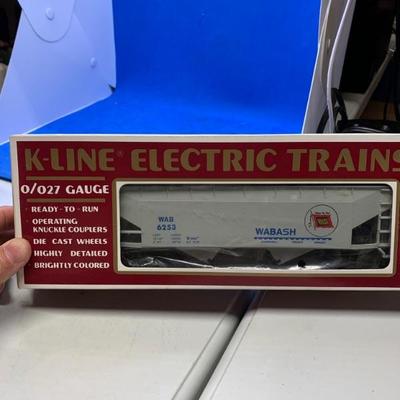 K-LINE® ELECTRIC TRAINS
O/O27 GAUGE
READY - TO - RUN
OPERATING
KNUCKLE COUPLERS
DIE CAST WHEELS
HIGHLY DETAILED
BRIGHTLY COLORED
WAB
6253
WABASH